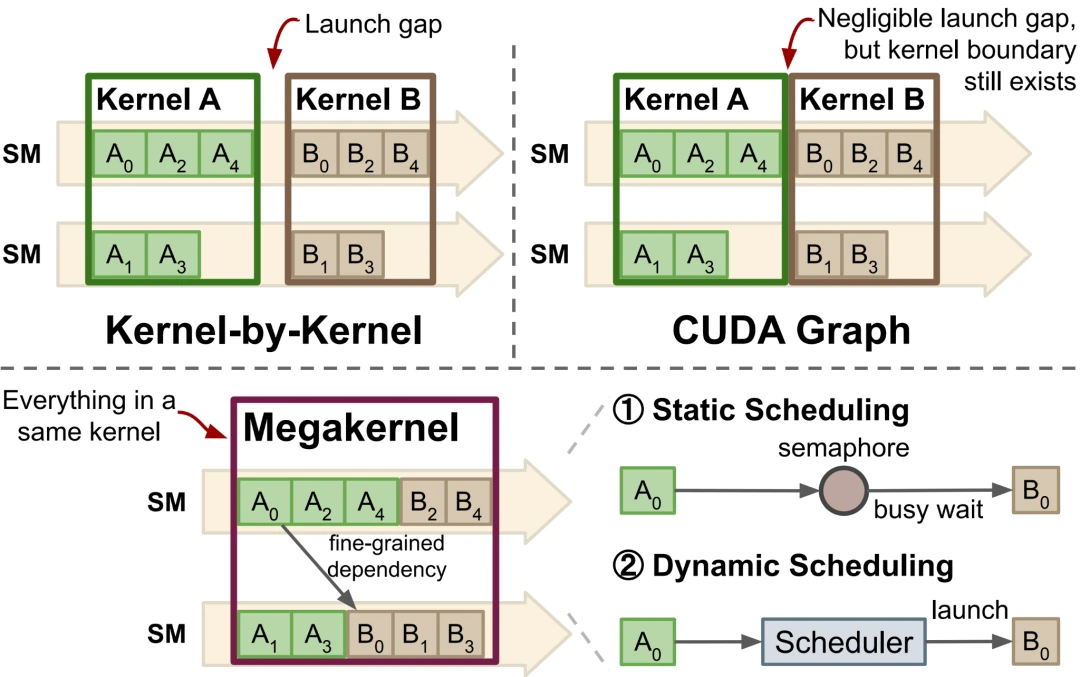 Launch gap
Kernel A
Kernel B
SM
A₀ A₂ A₄
B₀ B₂ B₄
SM
A₁ A₃
B₁ B₃
Kernel-by-Kernel
Negligible launch gap,
but kernel boundary
still exists
Kernel A
Kernel B
SM
A₀ A₂ A₄
B₀ B₂ B₄
SM
A₁ A₃
B₁ B₃
CUDA Graph
Everything in a
same kernel
Megakernel
SM
A₀ A₂ A₄ B₂ B₄
fine-grained
dependency
SM
A₁ A₃ B₀ B₁ B₃
① Static Scheduling
semaphore
A₀
B₀
busy wait
② Dynamic Scheduling
launch
A₀
Scheduler
B₀